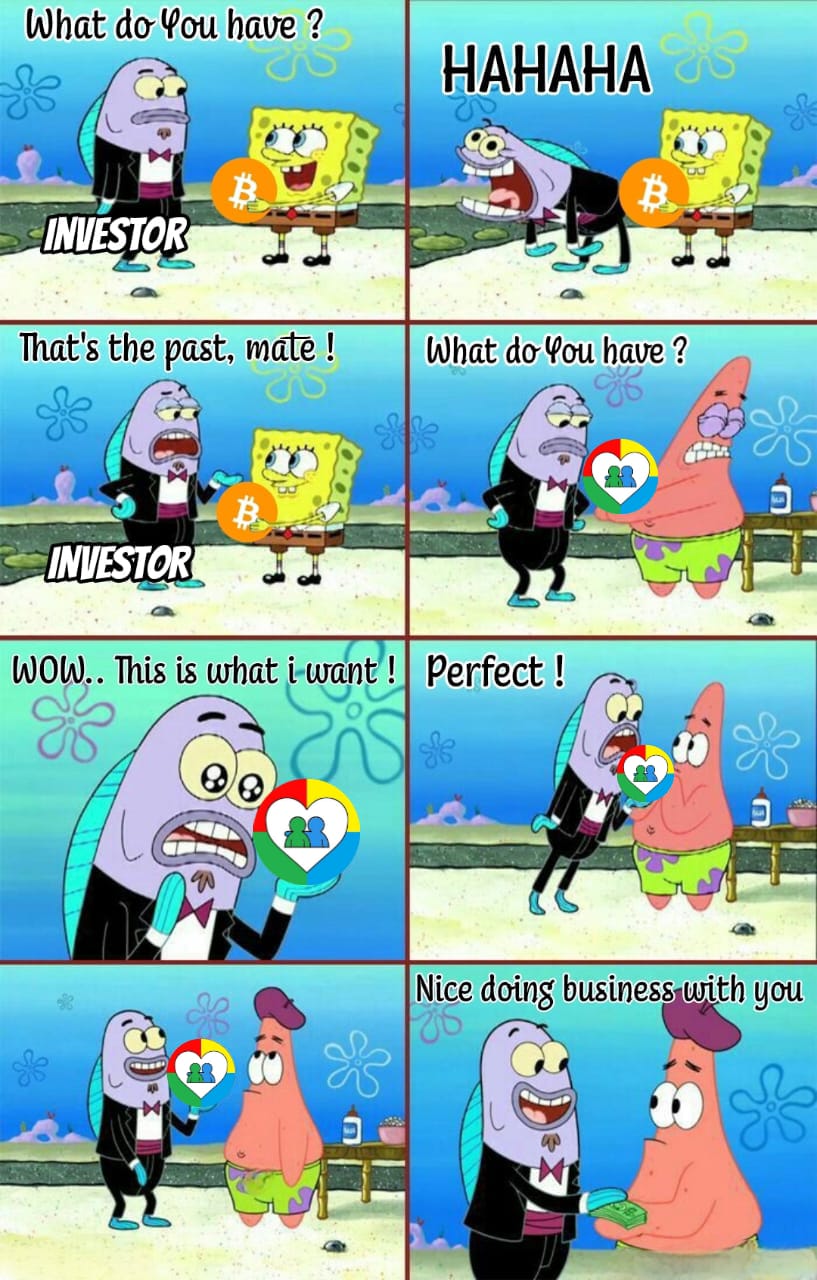 What do You have ?
INVESTOR
HAHAHA
That's the past, mate !
INVESTOR
What do You have ?
WOW.. This is what i want !
Perfect !
Nice doing business with you